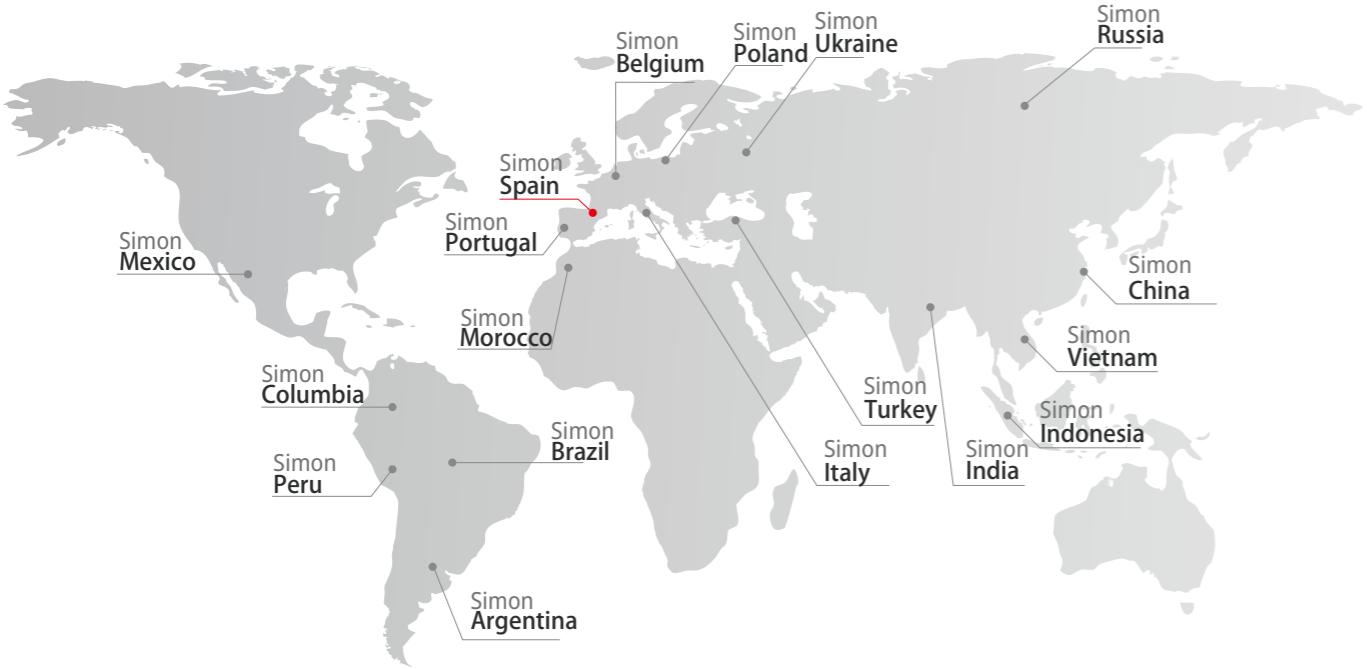 Simon
Russia
Simon
Ukraine
Simon
Poland
Simon
Belgium
Simon
Spain
Simon
Portugal
Simon
Mexico
Simon
China
Simon
Morocco
Simon
Vietnam
Simon
Columbia
Simon
Turkey
Simon
Indonesia
Simon
Brazil
Simon
Italy
Simon
India
Simon
Peru
Simon
Argentina